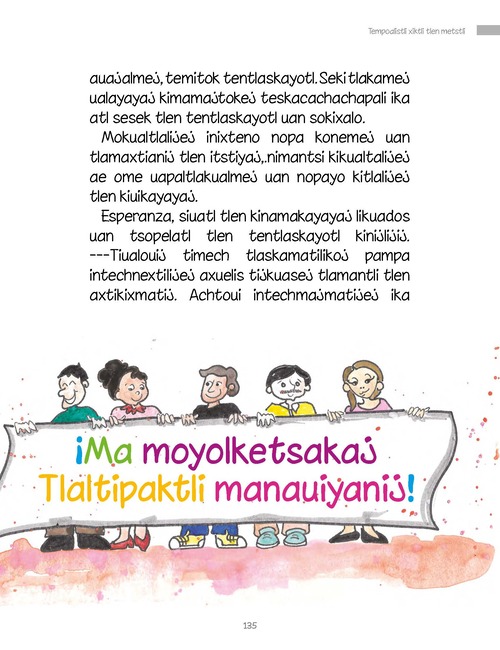 Tempoalistli xiktli tlen metstli
auajalmej, temitok tentlaskayotl. Seki tlakamej
ualayayaj kimamajtokej teskacachachapali ika
atl sesek tlen tentlaskayotl uan sokixalo.
Mokualtlalijej inixteno nopa konemej uan
tlamaxtianij tlen itstiyaj,.nimantsi kikualtalijej
ae ome uapaltlakualmej uan nopayo kitlalijej
tlen kiuikayayaj.
Esperanza, siuatl tlen kinamakayayaj likuados
uan tsopelatl tlen tentlaskayotl kinijlijij.
---Tiualouij timech tlaskamatilikoj pampa
intechnextilijej axuelis tijkuasej tlamantli tlen
axtikixmatij. Achtoui intechmajmatijej ika
¡Ma moyolketsakaj
Tlaltipaktli manauiyanij!
135